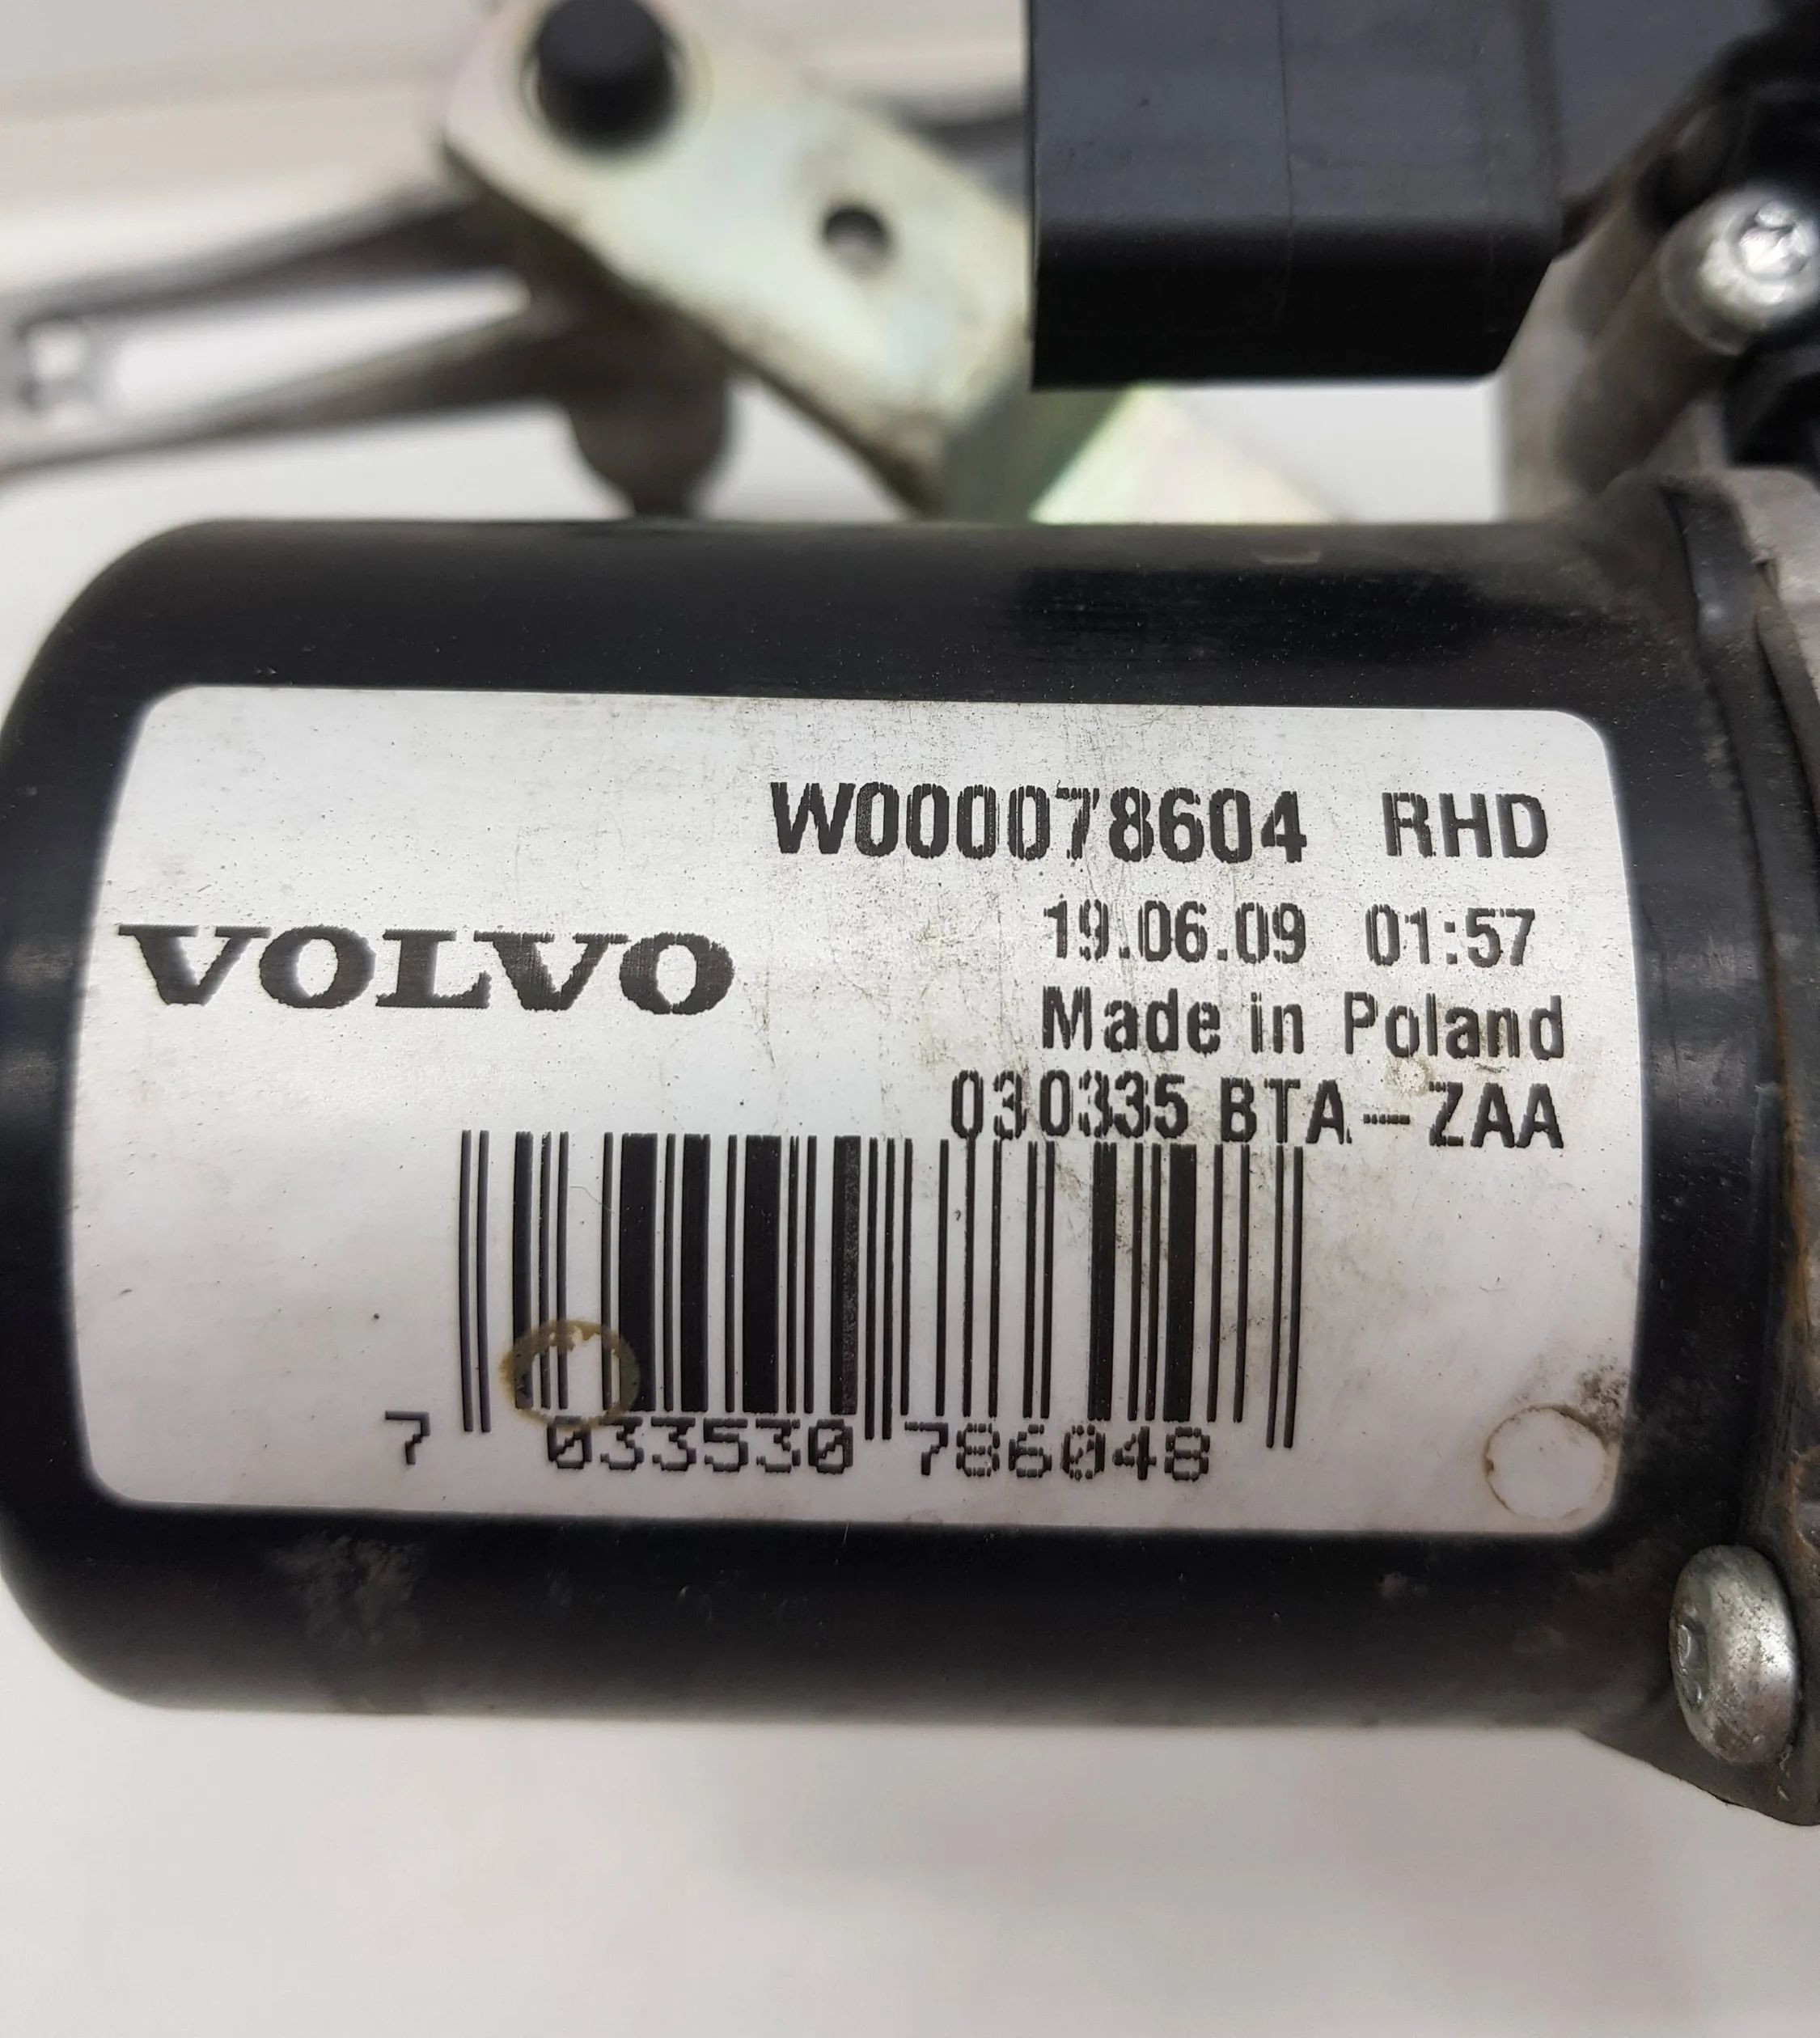 W000078604 RHD
VOLVO
19.06.09 01:57
Made in Poland
030335 BTA-ZAA
7 033530 786048